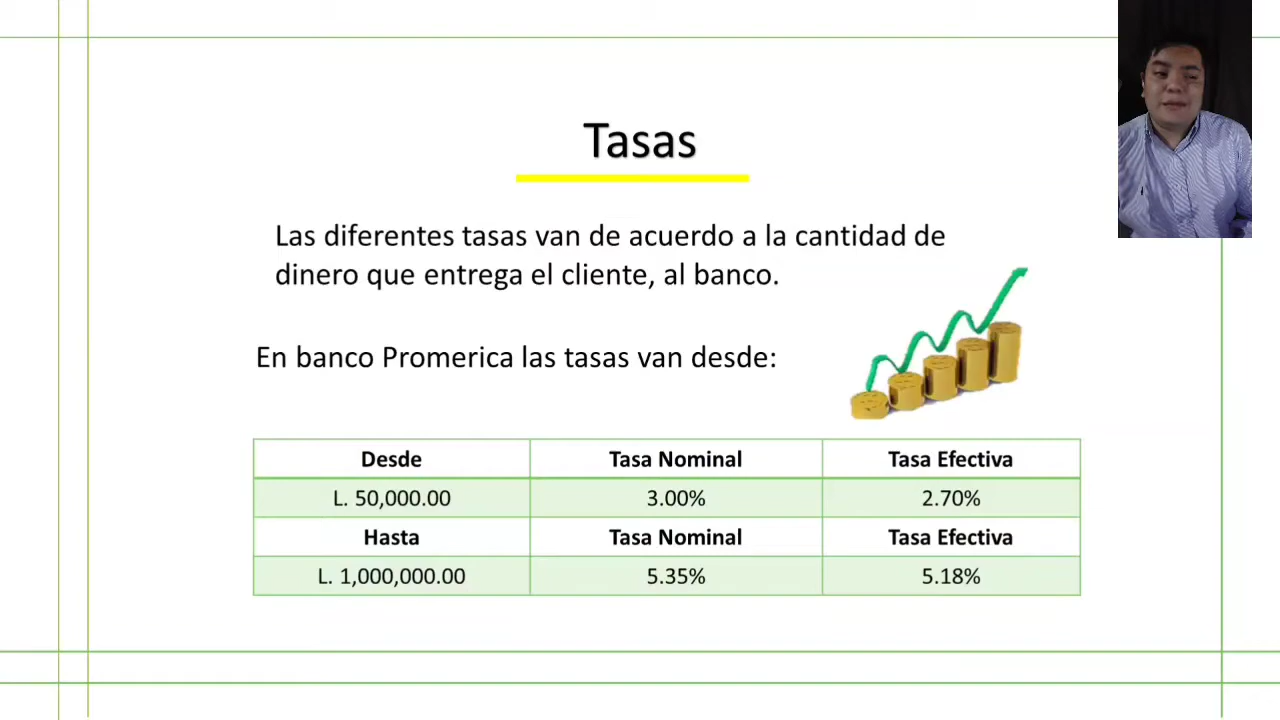 Tasas
Las diferentes tasas van de acuerdo a la cantidad de
dinero que entrega el cliente, al banco.
En banco Promerica las tasas van desde:
Desde Tasa Nominal Tasa Efectiva
L. 50,000.00 3.00% 2.70%
Hasta Tasa Nominal Tasa Efectiva
L. 1,000,000.00 5.35% 5.18%